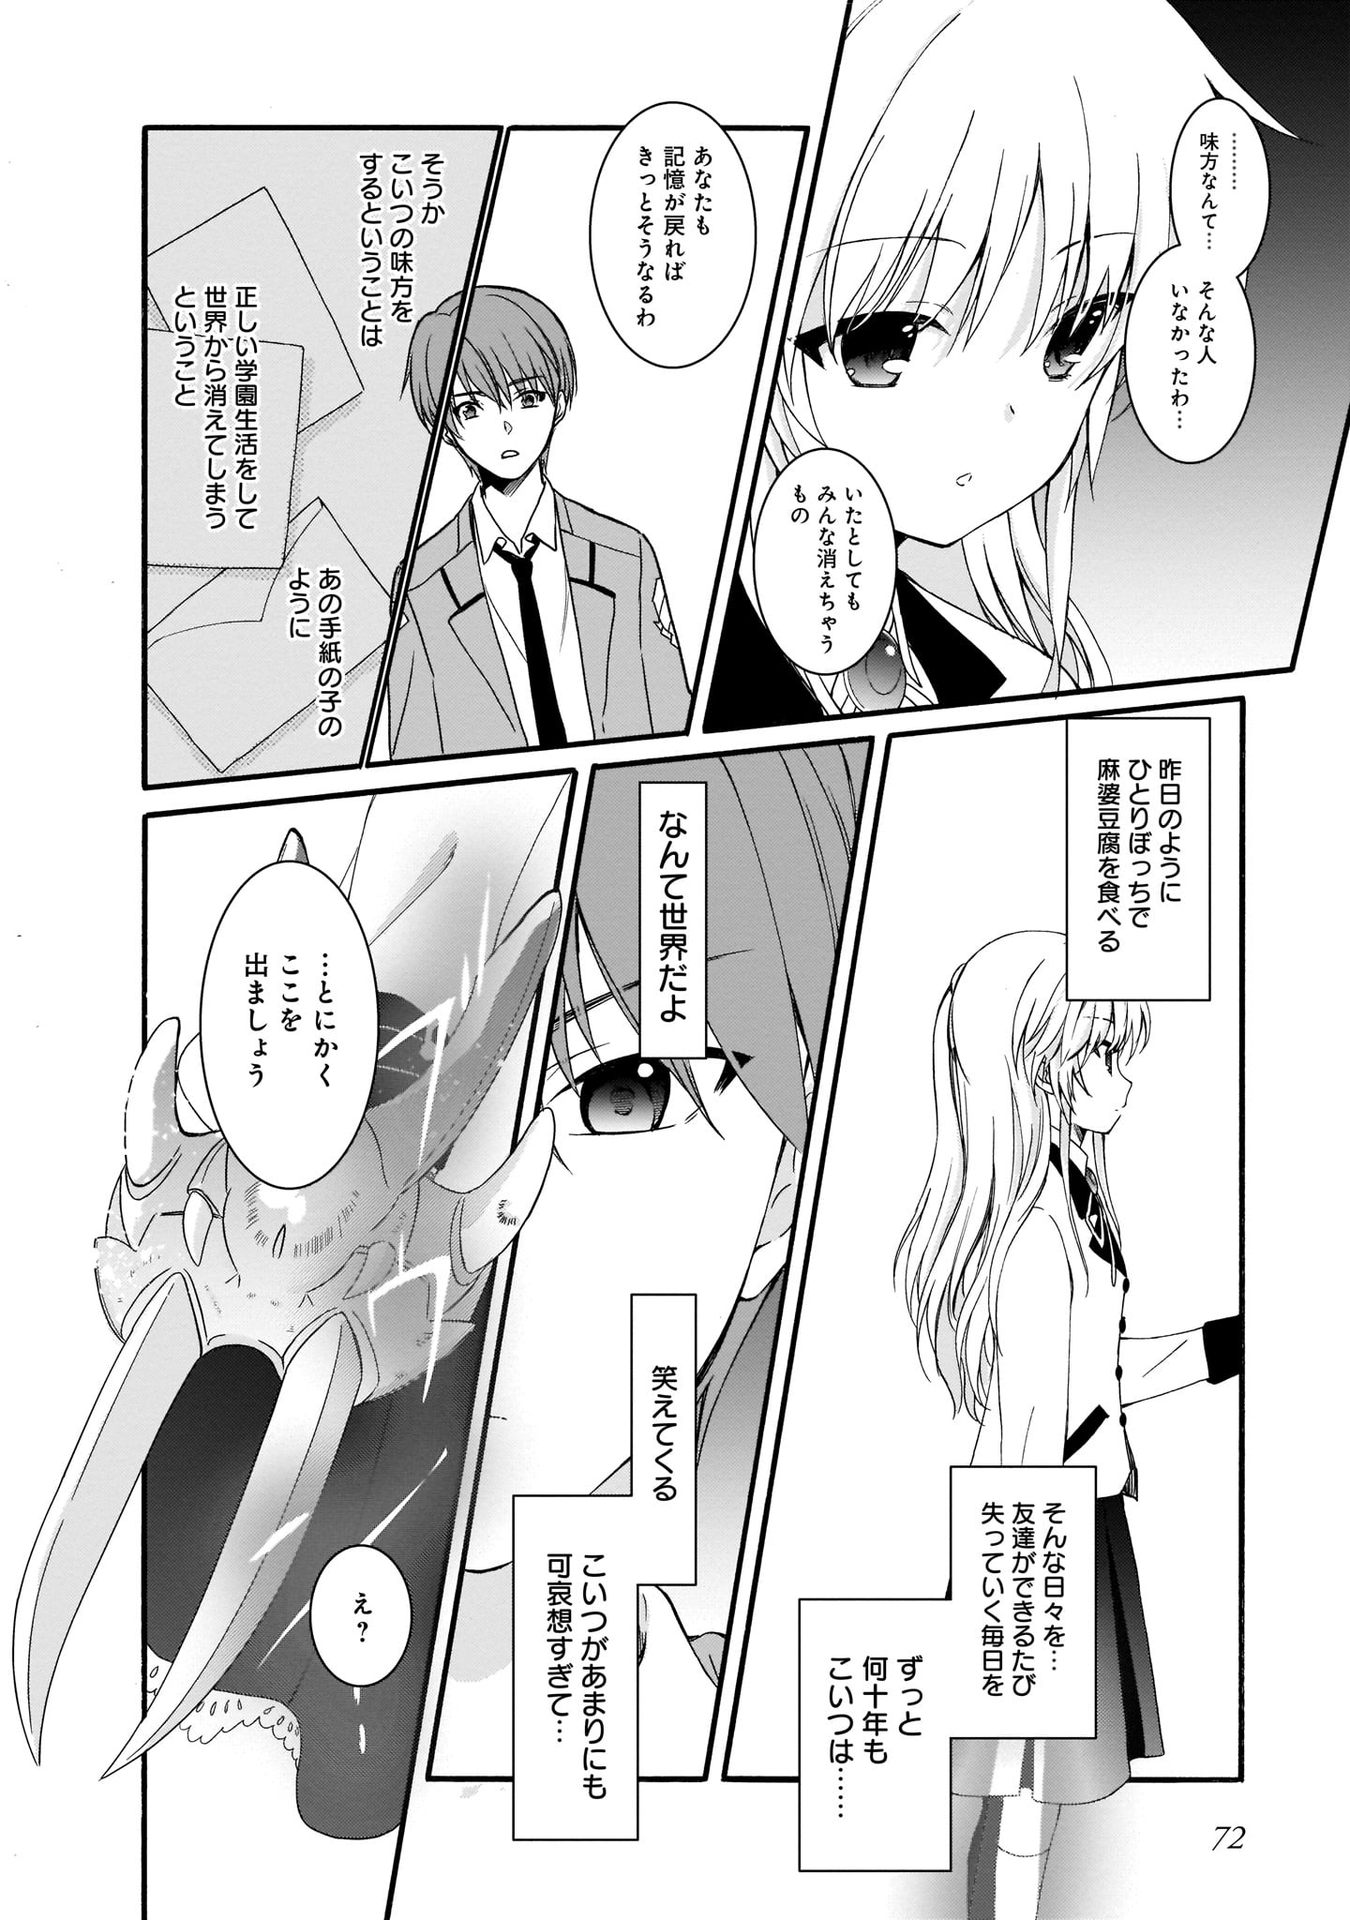 ………
味方なんて…
そんな人
いなかったわ…
いたとしても
みんな消えちゃう
もの
あなたも
記憶が戻れば
きっとそうなるわ
そうか
こいつの味方を
するということは
正しい学園生活をして
世界から消えてしまう
ということ
あの手紙の子の
ように
昨日のように
ひとりぼっちで
麻婆豆腐を食べる
そんな日々を…
友達ができるたび
失っていく毎日を
ずっと
何十年も
こいつは……
なんて世界だよ
笑えてくる
こいつがあまりにも
可哀想すぎて…
…とにかく
ここを
出ましょう
え?
72